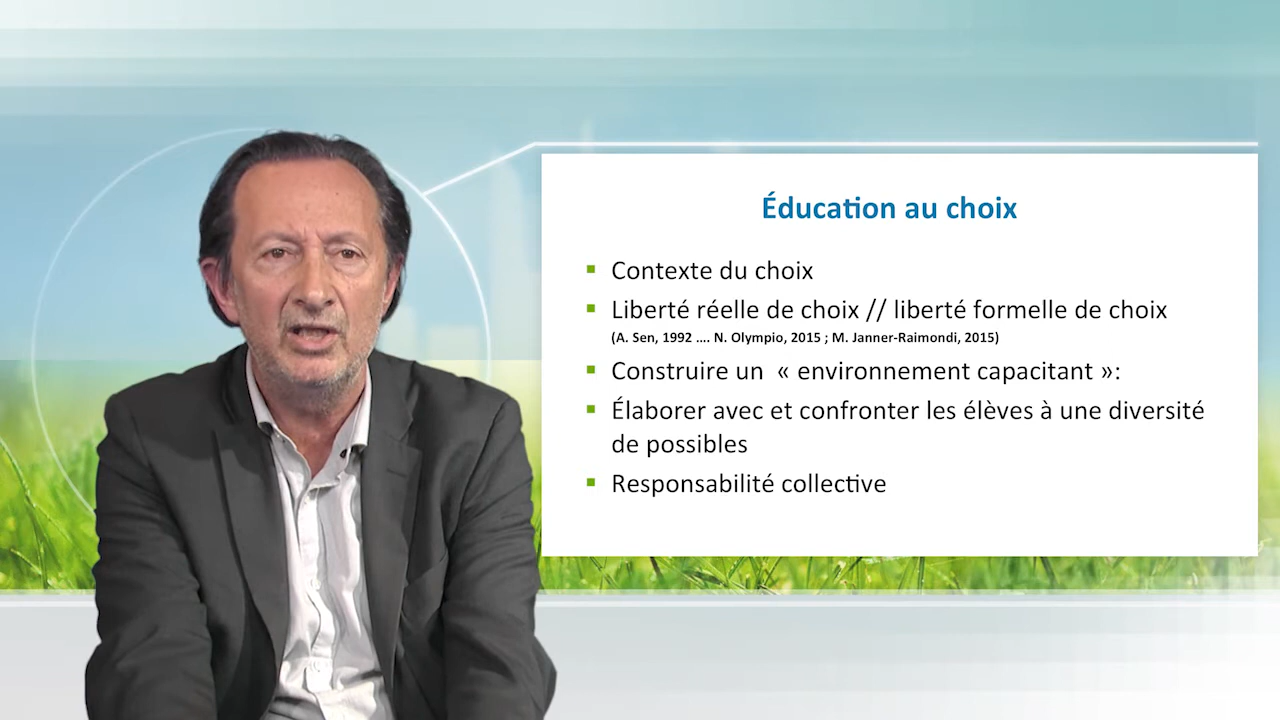 Éducation au choix
Contexte du choix
Liberté réelle de choix // liberté formelle de choix
(A. Sen, 1992 .... N. Olympio, 2015 ; M. Janner-Raimondi, 2015)
Construire un « environnement capacitant »:
Élaborer avec et confronter les élèves à une diversité
de possibles
Responsabilité collective